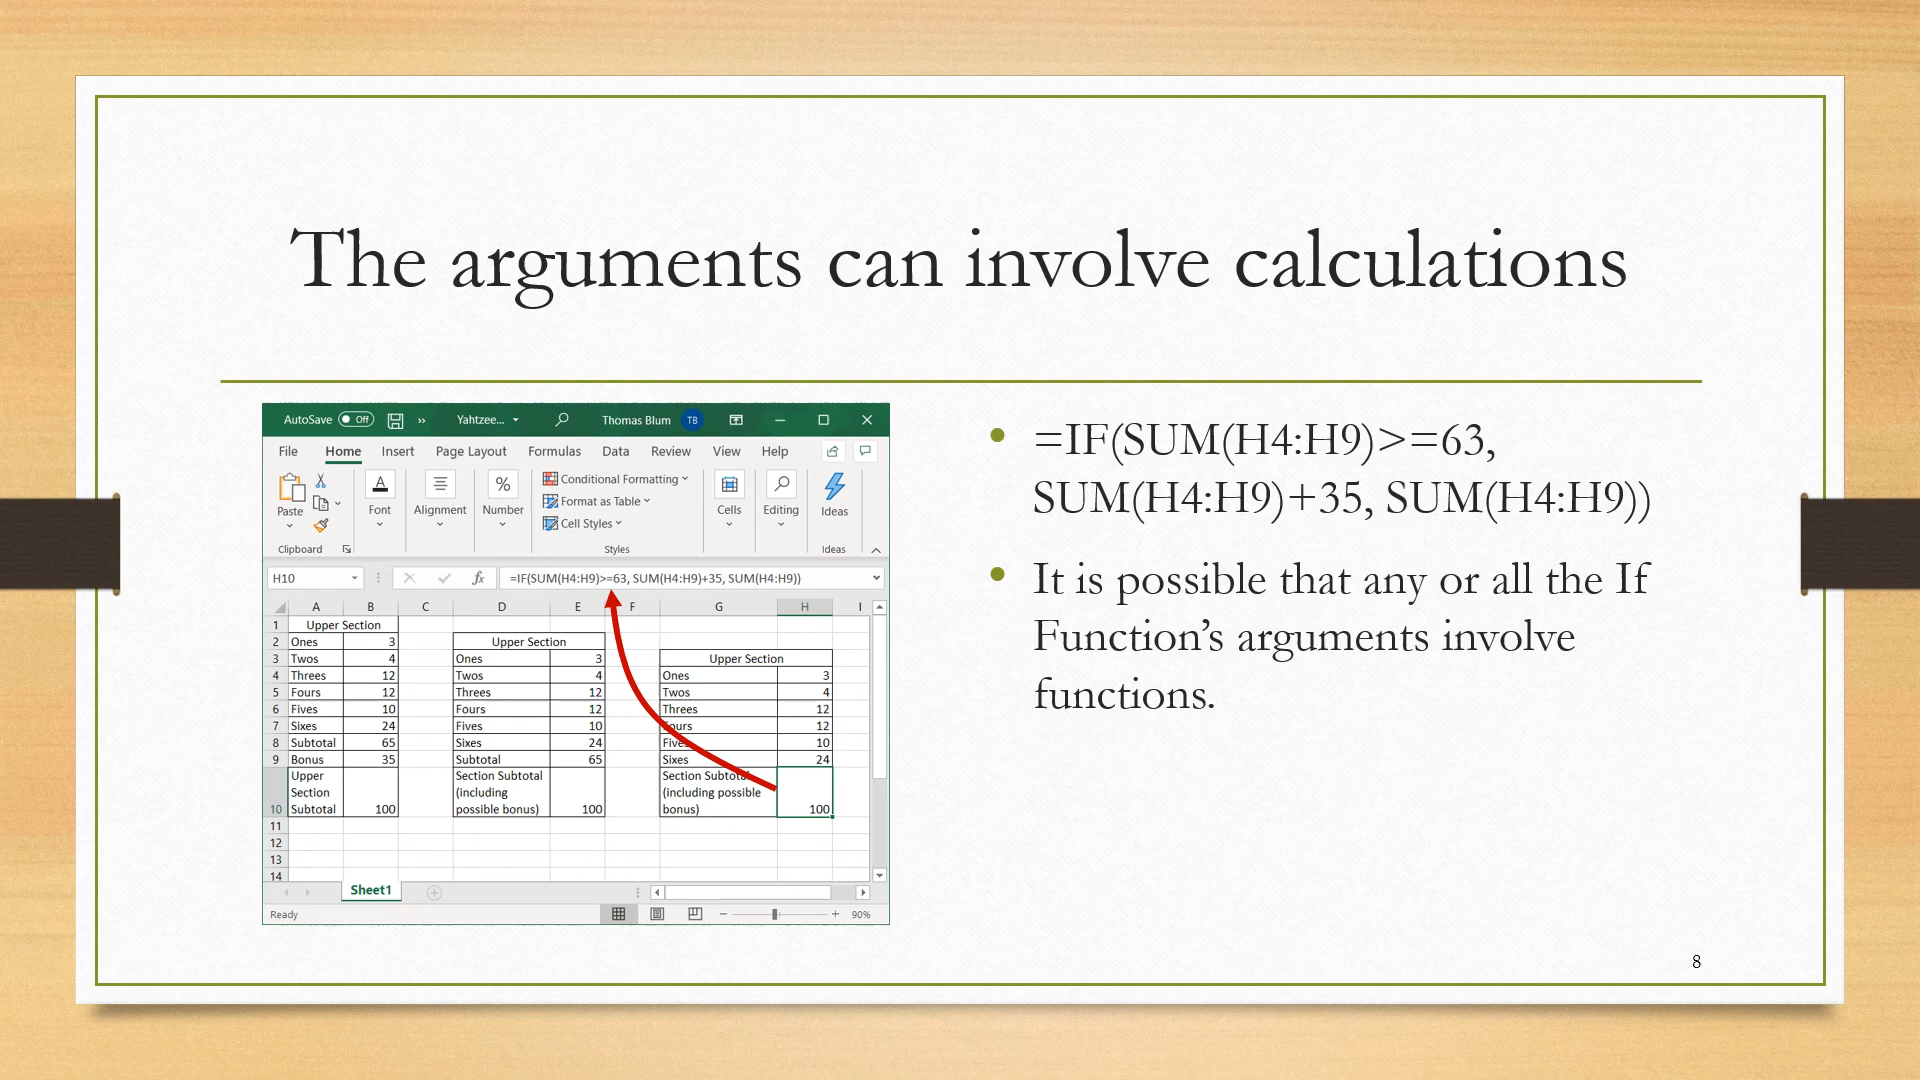 The arguments can involve calculations
AutoSave Off Yahtzee... Thomas Blum TB
File Home Insert Page Layout Formulas Data Review View Help
Paste Font Alignment Number Conditional Formatting Format as Table Cell Styles Cells Editing Ideas
Clipboard Styles Ideas
H10 fx =IF(SUM(H4:H9)>=63, SUM(H4:H9)+35, SUM(H4:H9))
A B C D E F G H I
1 Upper Section
2 Ones 3 Upper Section
3 Twos 4 Ones 3 Upper Section
4 Threes 12 Twos 4 Ones 3
5 Fours 12 Threes 12 Twos 4
6 Fives 10 Fours 12 Threes 12
7 Sixes 24 Fives 10 Fours 12
8 Subtotal 65 Sixes 24 Fives 10
9 Bonus 35 Subtotal 65 Sixes 24
Upper Section Subtotal (Section Subtotal
Section (including (including possible
10 Subtotal 100 possible bonus) 100 bonus) 100
11
12
13
14
Sheet1
Ready 90%
• =IF(SUM(H4:H9)>=63,
SUM(H4:H9)+35, SUM(H4:H9))
• It is possible that any or all the If
Function’s arguments involve
functions.
8